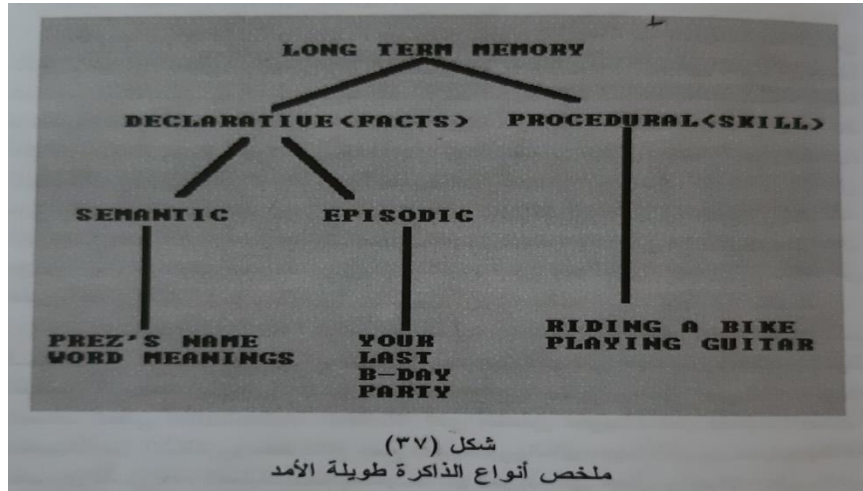 LONG TERM MEMORY
DECLARATIVE<FACTS>
PROCEDURAL<SKILL>
SEMANTIC
EPISODIC
PREZ'S NAME
WORD MEANINGS
YOUR
LAST
B-DAY
PARTY
RIDING A BIKE
PLAYING GUITAR
شكل (٣٧)
ملخص أنواع الذاكرة طويلة الأمد